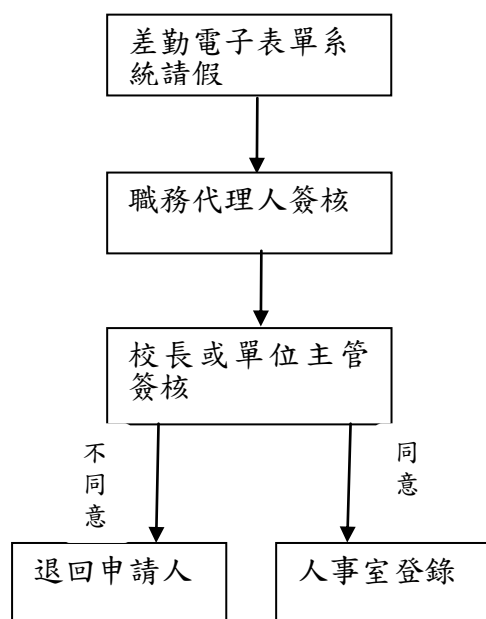 差勤電子表單系
統請假
職務代理人簽核
校長或單位主管
簽核
不
同
意
同
意
退回申請人
人事室登錄